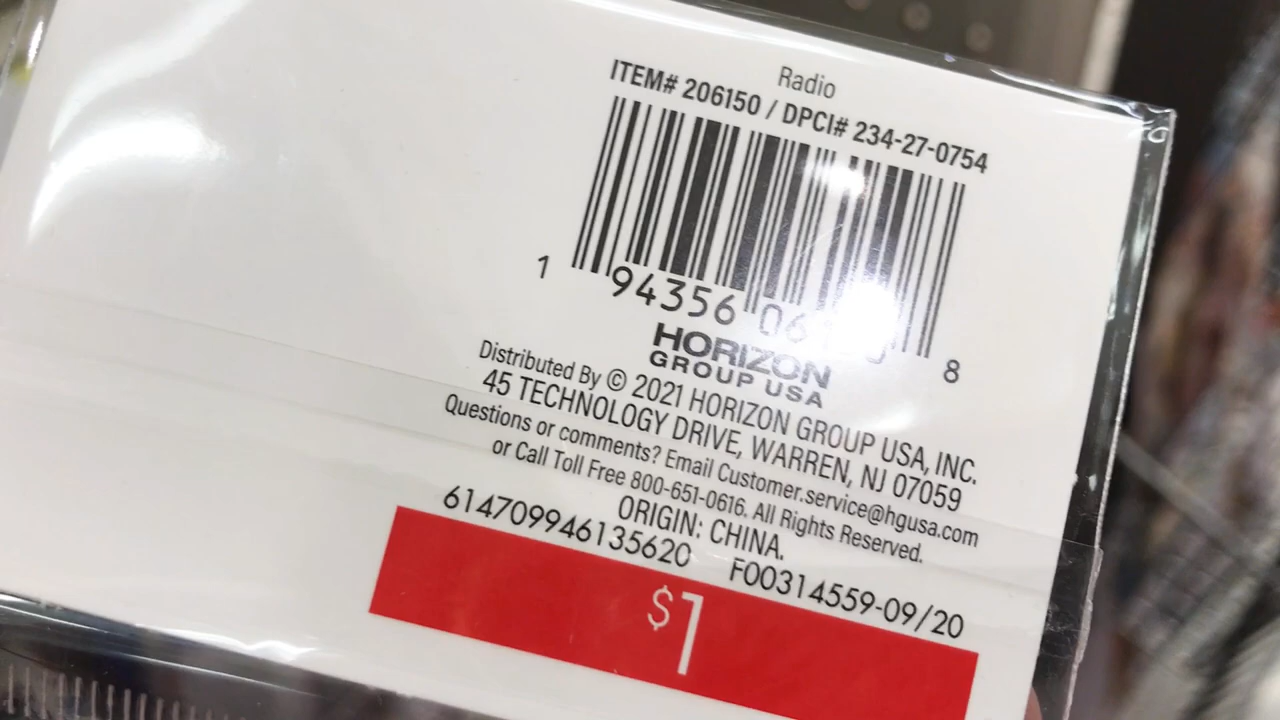 Radio
ITEM# 206150 / DPCI# 234-27-0754
1 94356 06 8
HORIZON
GROUP USA
Distributed By © 2021 HORIZON GROUP USA, INC.
45 TECHNOLOGY DRIVE, WARREN, NJ 07059
Questions or comments? Email Customer.service@hgusa.com
or Call Toll Free 800-651-0616. All Rights Reserved.
ORIGIN: CHINA.
614709946135620 F00314559-09/20
$1